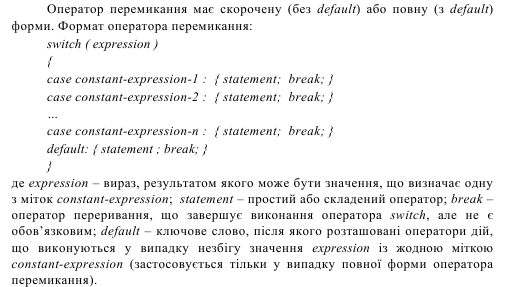 Оператор перемикання має скорочену (без default) або повну (з default)
форми. Формат оператора перемикання:
switch ( expression )
{
case constant-expression-1 : { statement; break; }
case constant-expression-2 : { statement; break; }
…
case constant-expression-n : { statement; break; }
default: { statement ; break; }
}
де expression – вираз, результатом якого може бути значення, що визначає одну
з міток constant-expression; statement – простий або складений оператор; break –
оператор переривання, що завершує виконання оператора switch, але не є
обов’язковим; default – ключове слово, після якого розташовані оператори дій,
що виконуються у випадку незбігу значення expression із жодною міткою
constant-expression (застосовується тільки у випадку повної форми оператора
перемикання).